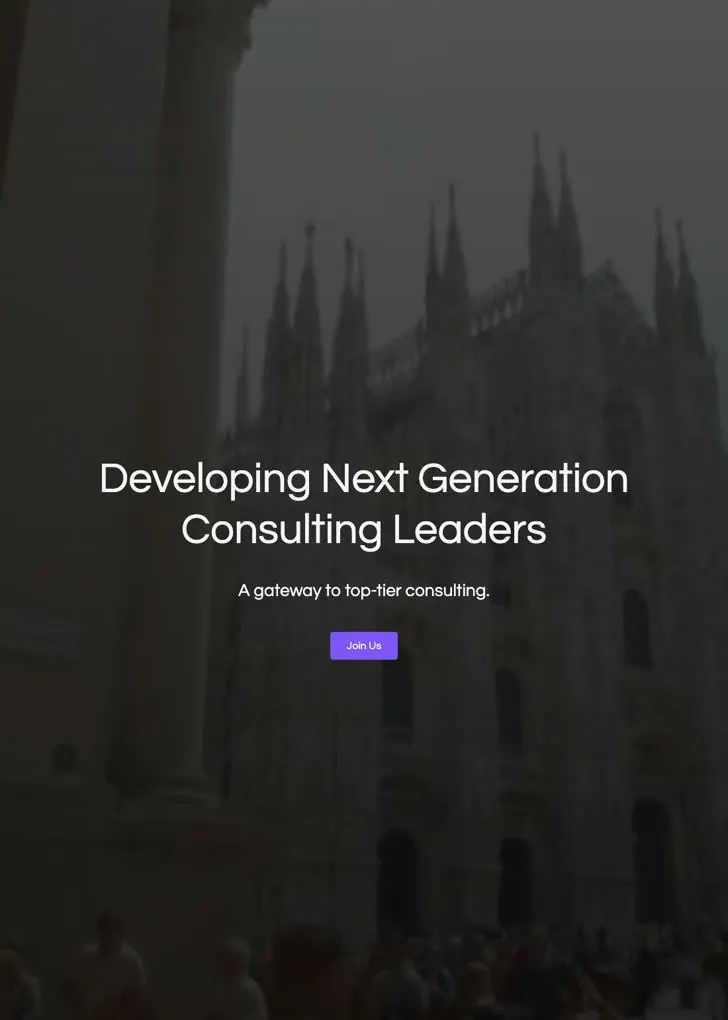 Developing Next Generation
Consulting Leaders
A gateway to top-tier consulting.
Join Us